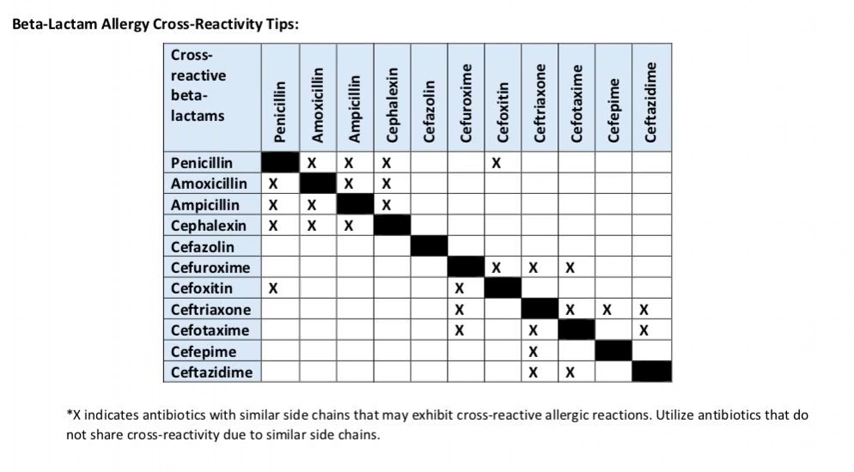 Beta-Lactam Allergy Cross-Reactivity Tips:
Cross-
reactive
beta-
lactams
Penicillin
Amoxicillin
Ampicillin
Cephalexin
Cefazolin
Cefuroxime
Cefoxitin
Ceftriaxone
Cefotaxime
Cefepime
Ceftazidime
Penicillin X X X X
Amoxicillin X X X
Ampicillin X X X
Cephalexin X X X
Cefazolin
Cefuroxime X X X
Cefoxitin X X
Ceftriaxone X X X X
Cefotaxime X X X
Cefepime X
Ceftazidime X X
*X indicates antibiotics with similar side chains that may exhibit cross-reactive allergic reactions. Utilize antibiotics that do
not share cross-reactivity due to similar side chains.